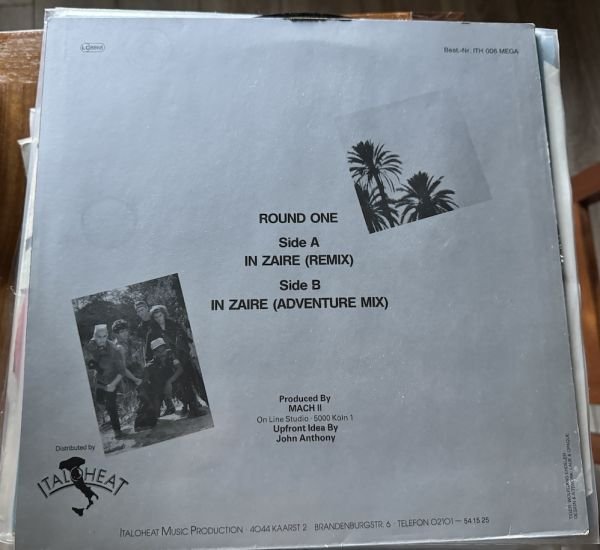 LC8898
Best.-Nr. ITH 006 MEGA
ROUND ONE
Side A
IN ZAIRE (REMIX)
Side B
IN ZAIRE (ADVENTURE MIX)
Produced By
MACH II
On Line Studio · 5000 Köln 1
Upfront Idea By
John Anthony
Distributed by
ITALOHEAT
ITALOHEAT MUSIC PRODUCTION · 4044 KAARST 2 BRANDENBURGSTR. 6 · TELEFON 02101 – 54 15 25